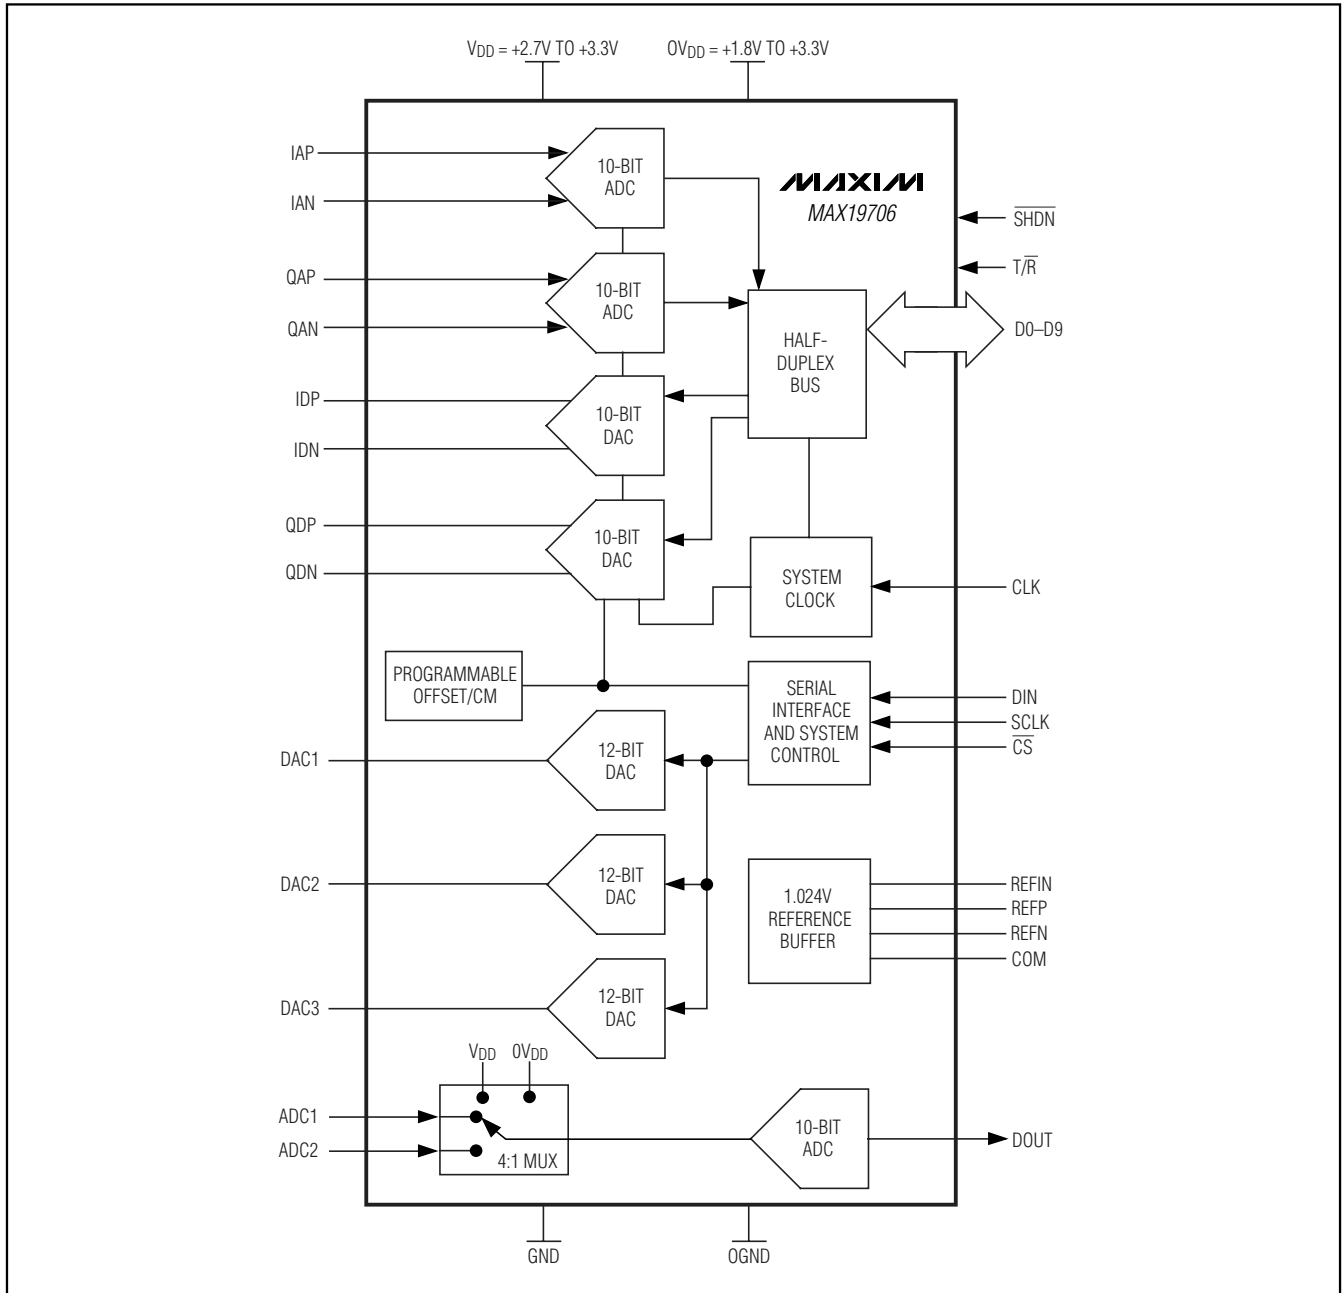 VDD = +2.7V TO +3.3V
OVDD = +1.8V TO +3.3V
IAP
IAN
10-BIT
ADC
MAXIM
MAX19706
SHDN
T/R
QAP
QAN
10-BIT
ADC
HALF-
DUPLEX
BUS
D0–D9
IDP
IDN
10-BIT
DAC
QDP
QDN
10-BIT
DAC
SYSTEM
CLOCK
CLK
PROGRAMMABLE
OFFSET/CM
SERIAL
INTERFACE
AND SYSTEM
CONTROL
DIN
SCLK
CS
DAC1
12-BIT
DAC
DAC2
12-BIT
DAC
1.024V
REFERENCE
BUFFER
REFIN
REFP
REFN
COM
DAC3
12-BIT
DAC
VDD
OVDD
ADC1
ADC2
4:1 MUX
10-BIT
ADC
DOUT
GND
OGND